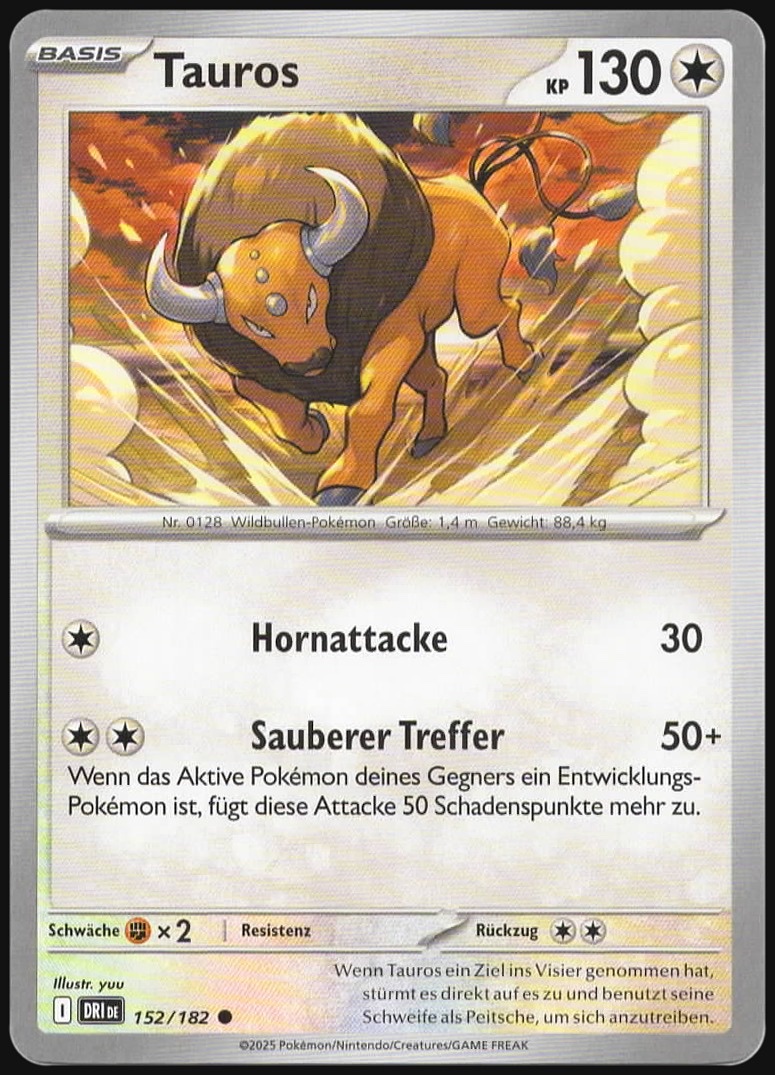 BASIS
Tauros
KP 130
Nr. 0128 Wildbullen-Pokémon Größe: 1,4 m Gewicht: 88,4 kg
Hornattacke 30
Sauberer Treffer 50+
Wenn das Aktive Pokémon deines Gegners ein Entwicklungs-
Pokémon ist, fügt diese Attacke 50 Schadenspunkte mehr zu.
Schwäche ×2 Resistenz Rückzug
Wenn Tauros ein Ziel ins Visier genommen hat,
stürmt es direkt auf es zu und benutzt seine
Schweife als Peitsche, um sich anzutreiben.
Illustr. yuu
I DRI DE 152/182
©2025 Pokémon/Nintendo/Creatures/GAME FREAK